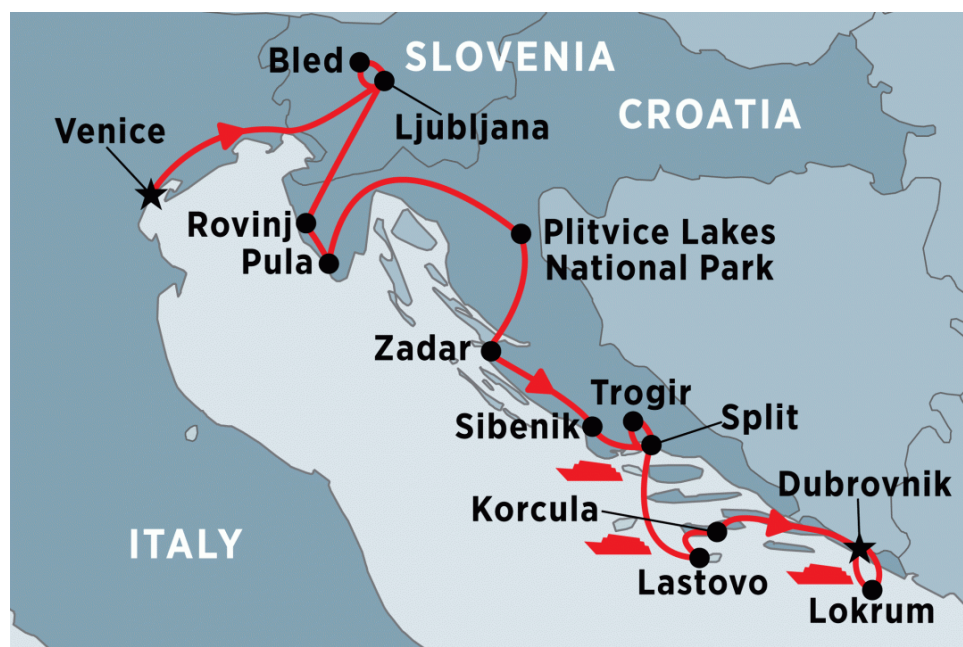 Bled
SLOVENIA
CROATIA
Venice
Ljubljana
Rovinj
Pula
Plitvice Lakes
National Park
Zadar
Trogir
Sibenik
Split
Dubrovnik
Korcula
ITALY
Lastovo
Lokrum